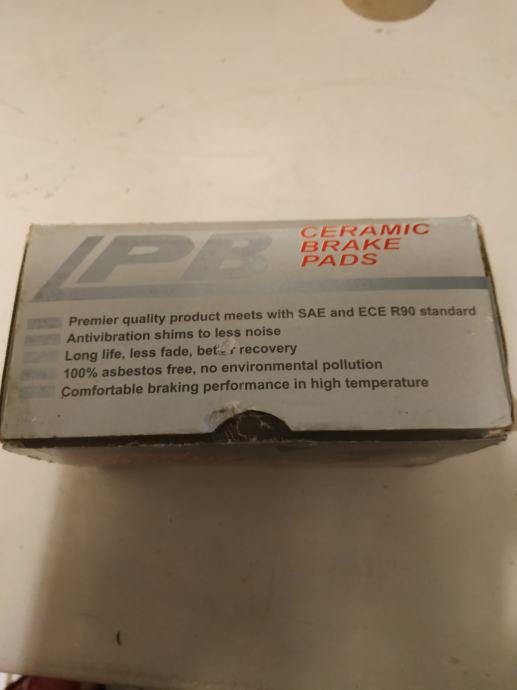 LPB
CERAMIC
BRAKE
PADS
Premier quality product meets with SAE and ECE R90 standard
Antivibration shims to less noise
Long life, less fade, better recovery
100% asbestos free, no environmental pollution
Comfortable braking performance in high temperature